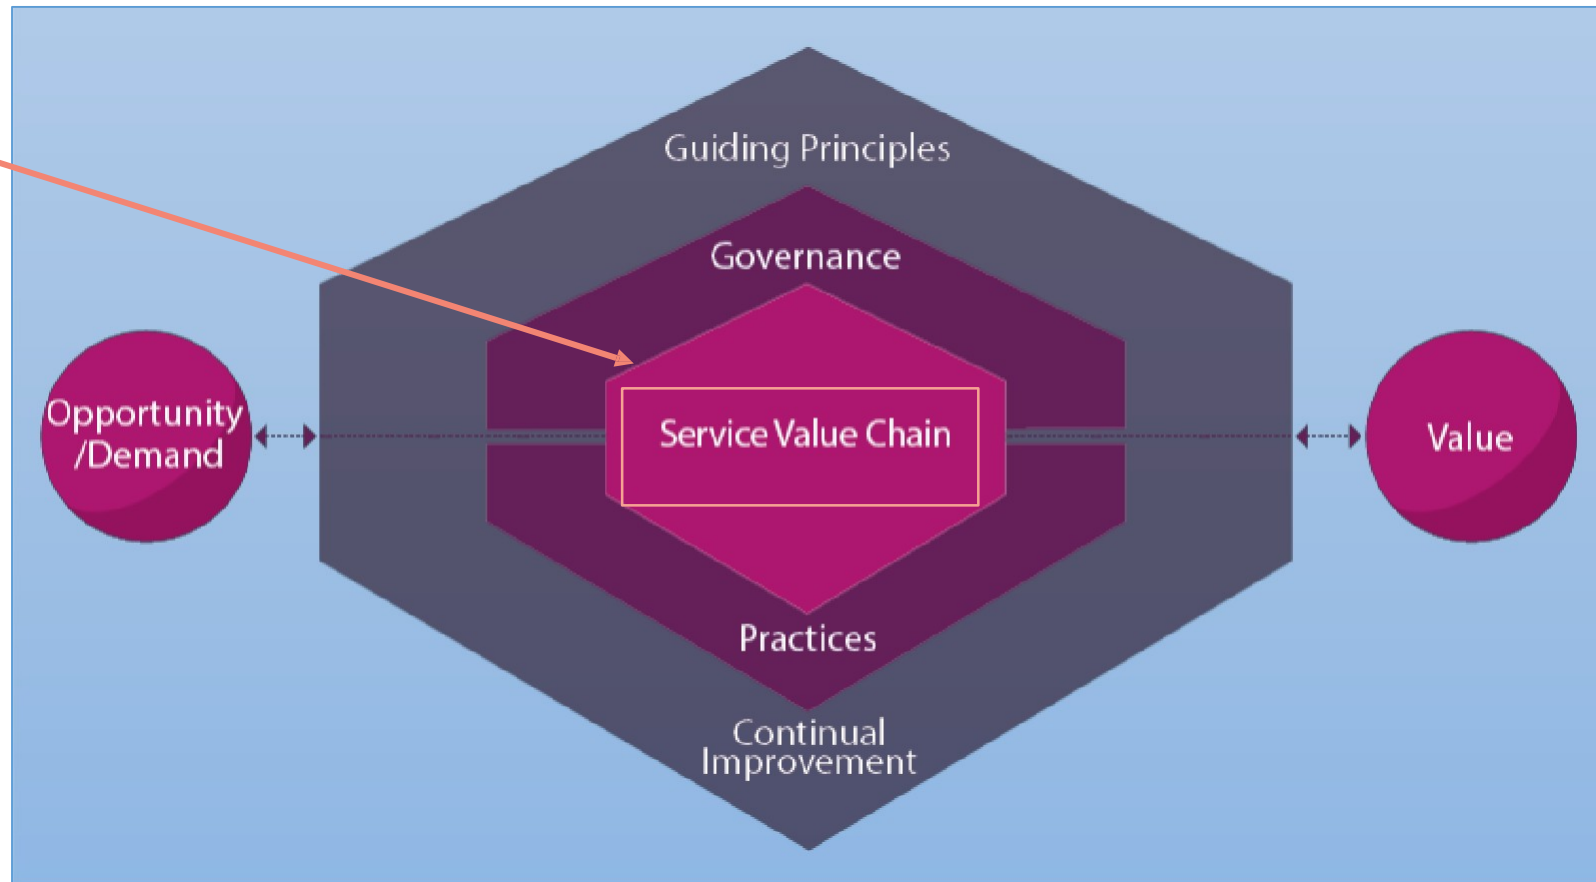 Guiding Principles
Governance
Opportunity
/Demand
Service Value Chain
Value
Practices
Continual
Improvement